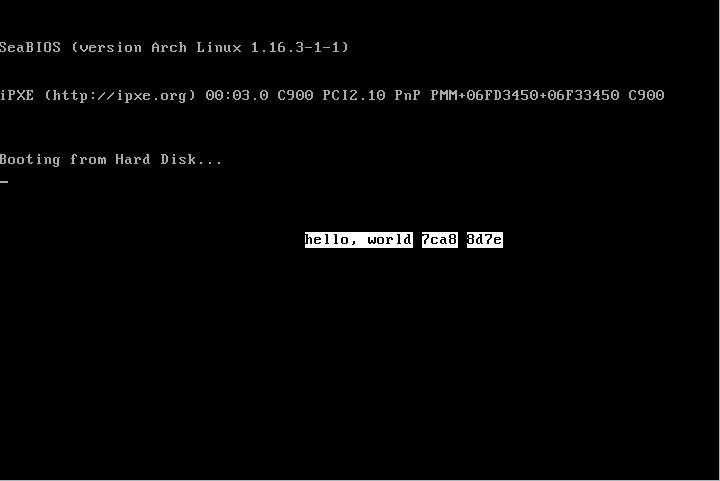 SeaBIOS (version Arch Linux 1.16.3-1-1)
iPXE (http://ipxe.org) 00:03.0 C900 PCI2.10 PnP PMM+06FD3450+06F33450 C900
Booting from Hard Disk...
hello, world 7ca8 8d7e